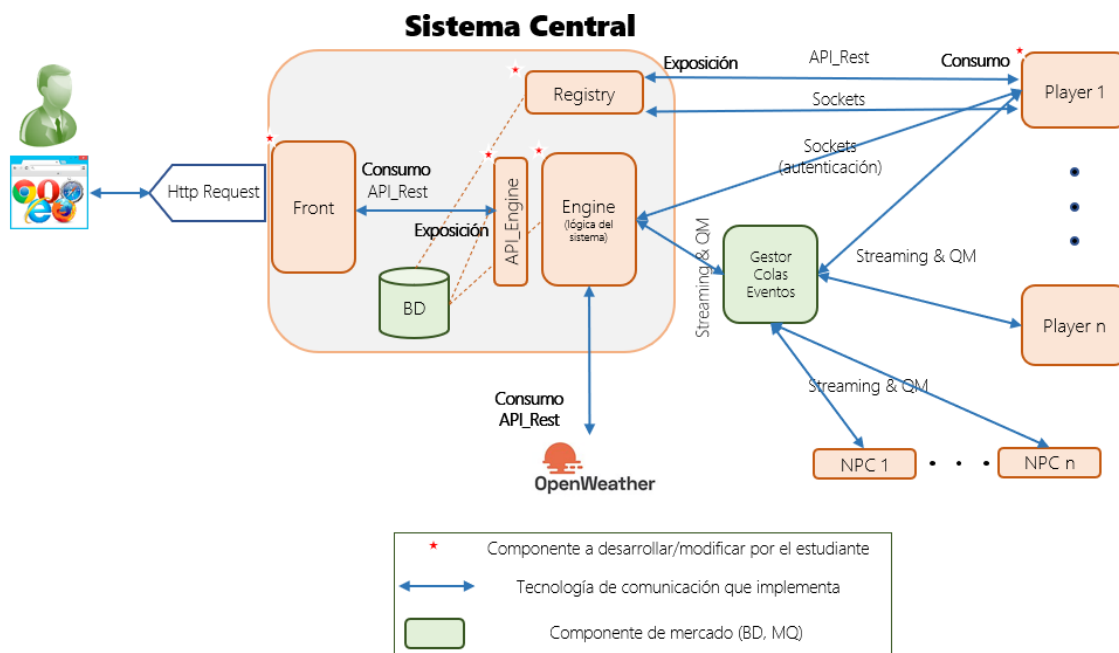 Sistema Central
Exposición
API_Rest
Consumo
Registry
Player 1
Sockets
Sockets
(autenticación)
Http Request
Front
Consumo
API_Rest
Exposición
API_Engine
Engine
(lógica del
sistema)
BD
Streaming & QM
Gestor
Colas
Eventos
Streaming & QM
Player n
Streaming & QM
Consumo
API_Rest
OpenWeather
NPC 1
. . .
NPC n
Componente a desarrollar/modificar por el estudiante
Tecnología de comunicación que implementa
Componente de mercado (BD, MQ)